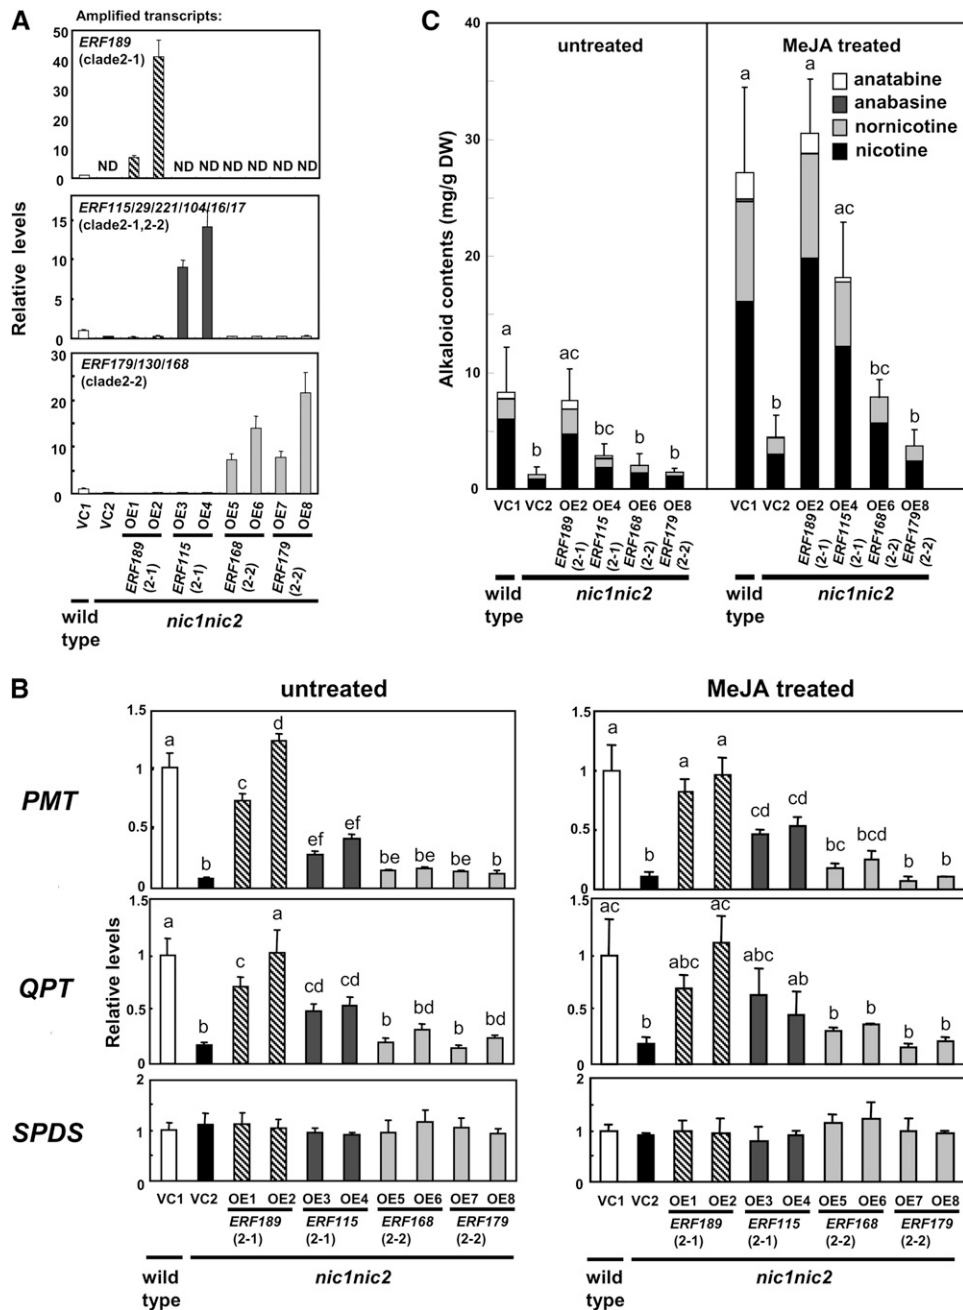 A
Amplified transcripts:
ERF189
(clade2-1)
50
40
30
20
10
0
ND ND ND ND ND ND ND
ERF115/29/221/104/16/17
(clade2-1,2-2)
15
10
5
0
Relative levels
ERF179/130/168
(clade2-2)
30
20
10
0
VC1 VC2 OE1 OE2 OE3 OE4 OE5 OE6 OE7 OE8
ERF189 (2-1) ERF115 (2-1) ERF168 (2-2) ERF179 (2-2)
wild type
nic1nic2
C
untreated
MeJA treated
anatabine
anabasine
nornicotine
nicotine
Alkaloid contents (mg/g DW)
40
30
20
10
0
a b ac bc b b
a b a ac bc b
VC1 VC2 OE2 OE4 OE6 OE8 VC1 VC2 OE2 OE4 OE6 OE8
ERF189 (2-1) ERF115 (2-1) ERF168 (2-2) ERF179 (2-2)
ERF189 (2-1) ERF115 (2-1) ERF168 (2-2) ERF179 (2-2)
wild type
nic1nic2
wild type
nic1nic2
B
untreated
MeJA treated
PMT
1.5
1
0.5
0
a b c d ef ef be be be b
1.5
1
0.5
0
a b a a cd cd bc bcd b b
QPT
Relative levels
1.5
1
0.5
0
a b c a cd cd b bd b bd
1.5
1
0.5
0
ac b abc ac abc ab b b b b
SPDS
2
1
0
2
1
0
VC1 VC2 OE1 OE2 OE3 OE4 OE5 OE6 OE7 OE8
ERF189 ERF115 ERF168 ERF179
(2-1) (2-1) (2-2) (2-2)
wild type
nic1nic2
VC1 VC2 OE1 OE2 OE3 OE4 OE5 OE6 OE7 OE8
ERF189 ERF115 ERF168 ERF179
(2-1) (2-1) (2-2) (2-2)
wild type
nic1nic2